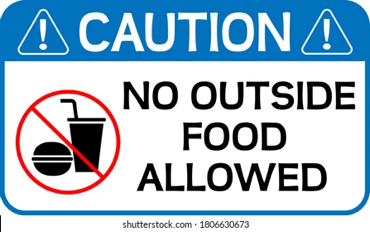 CAUTION
NO OUTSIDE
FOOD
ALLOWED
shutterstock.com · 1806630673